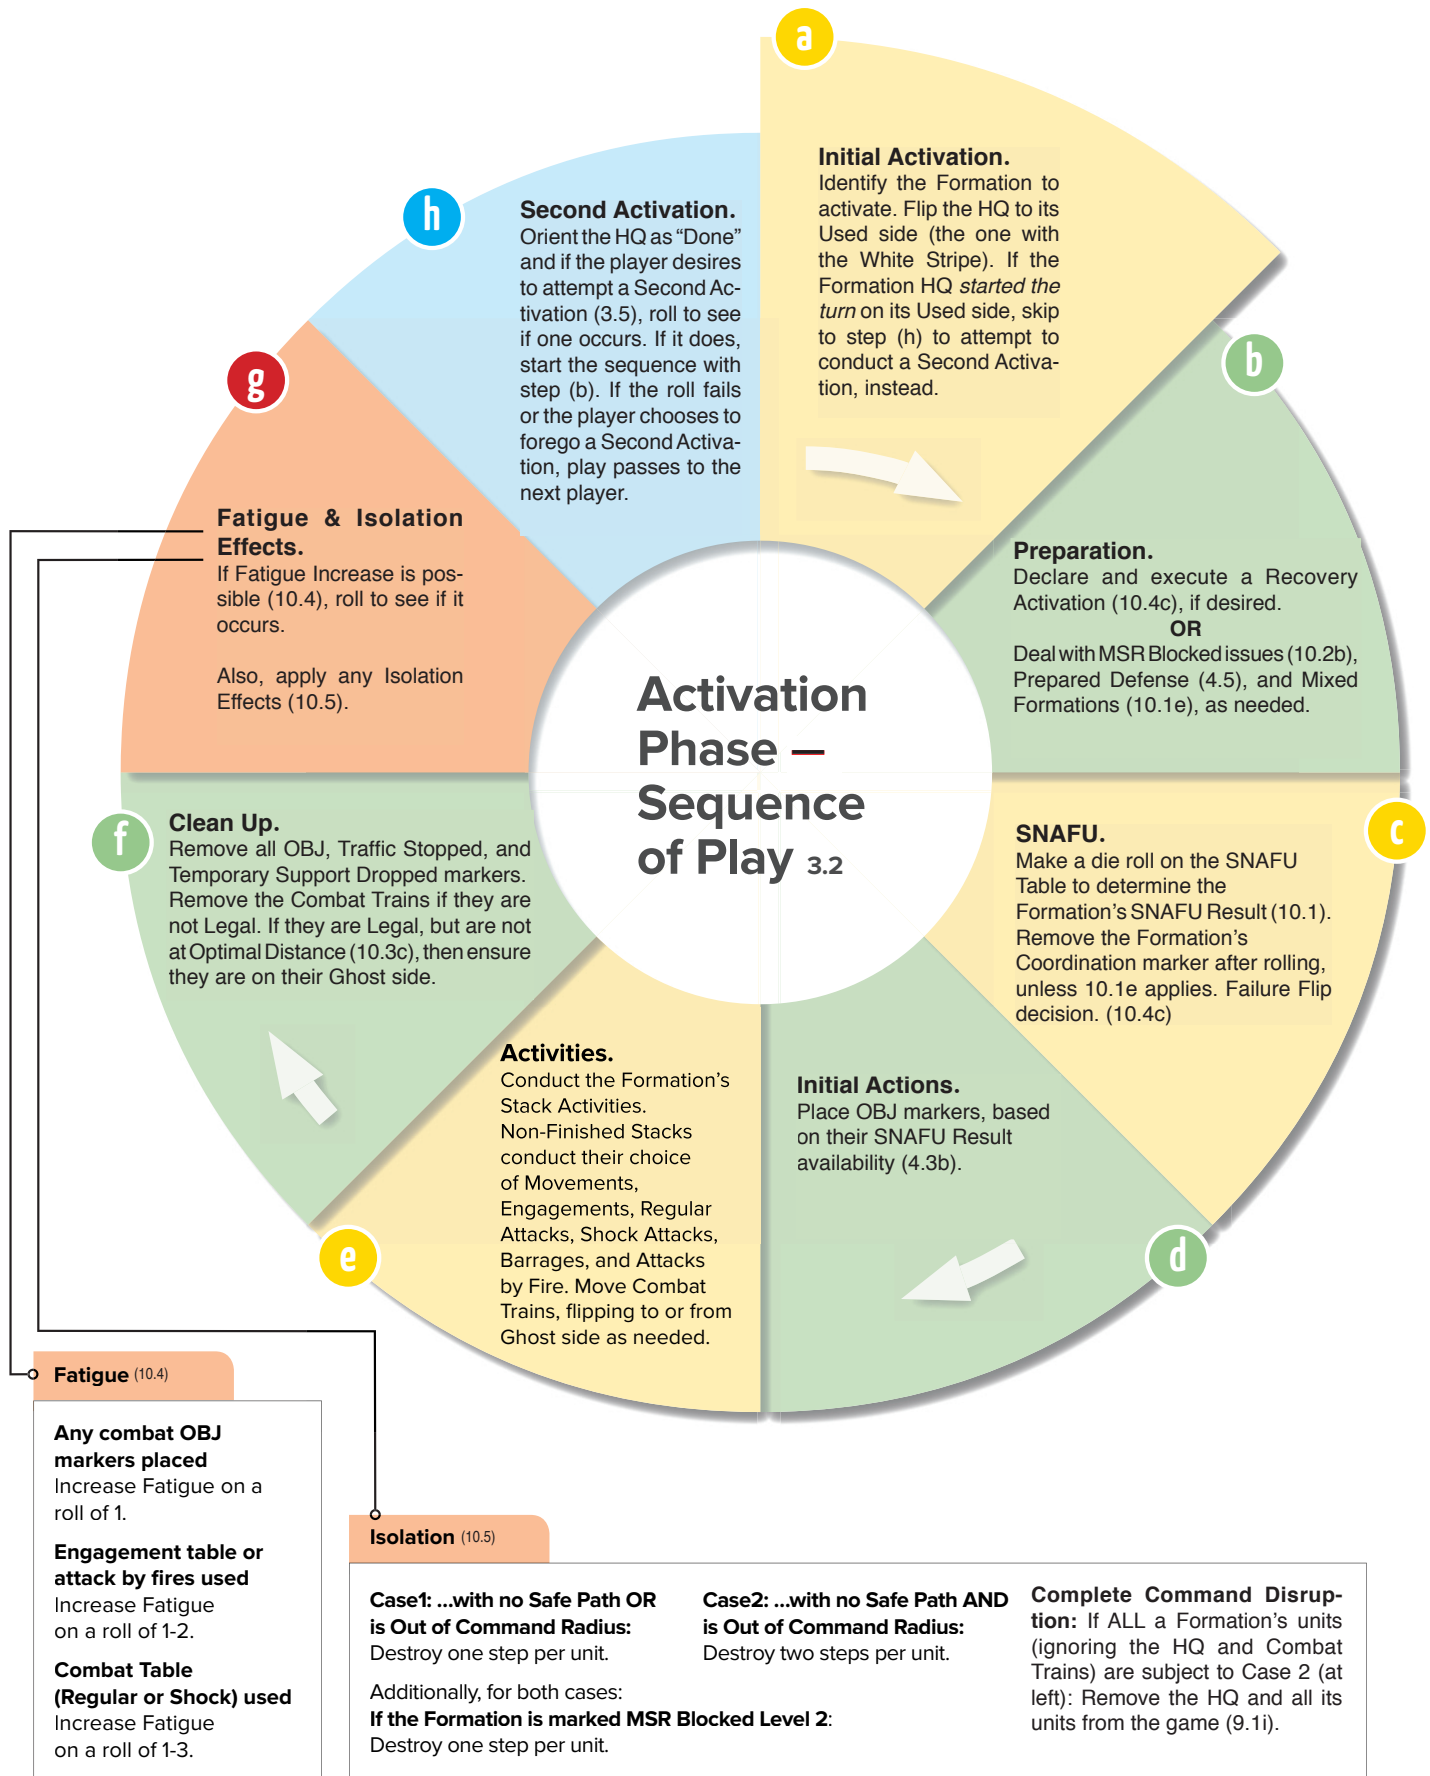 a
Initial Activation.
Identify the Formation to
activate. Flip the HQ to its
Used side (the one with
the White Stripe). If the
Formation HQ started the
turn on its Used side, skip
to step (h) to attempt to
conduct a Second Activa-
tion, instead.
b
Preparation.
Declare and execute a Recovery
Activation (10.4c), if desired.
OR
Deal with MSR Blocked issues (10.2b),
Prepared Defense (4.5), and Mixed
Formations (10.1e), as needed.
c
SNAFU.
Make a die roll on the SNAFU
Table to determine the
Formation's SNAFU Result (10.1).
Remove the Formation's
Coordination marker after rolling,
unless 10.1e applies. Failure Flip
decision. (10.4c)
d
Initial Actions.
Place OBJ markers, based
on their SNAFU Result
availability (4.3b).
e
Activities.
Conduct the Formation's
Stack Activities.
Non-Finished Stacks
conduct their choice
of Movements,
Engagements, Regular
Attacks, Shock Attacks,
Barrages, and Attacks
by Fire. Move Combat
Trains, flipping to or from
Ghost side as needed.
f
Clean Up.
Remove all OBJ, Traffic Stopped, and
Temporary Support Dropped markers.
Remove the Combat Trains if they are
not Legal. If they are Legal, but are not
at Optimal Distance (10.3c), then ensure
they are on their Ghost side.
g
Fatigue & Isolation
Effects.
If Fatigue Increase is pos-
sible (10.4), roll to see if it
occurs.
Also, apply any Isolation
Effects (10.5).
h
Second Activation.
Orient the HQ as “Done”
and if the player desires
to attempt a Second Ac-
tivation (3.5), roll to see
if one occurs. If it does,
start the sequence with
step (b). If the roll fails
or the player chooses to
forego a Second Activa-
tion, play passes to the
next player.
Activation
Phase —
Sequence
of Play 3.2
Fatigue (10.4)
Any combat OBJ
markers placed
Increase Fatigue on a
roll of 1.
Engagement table or
attack by fires used
Increase Fatigue
on a roll of 1-2.
Combat Table
(Regular or Shock) used
Increase Fatigue
on a roll of 1-3.
Isolation (10.5)
Case1: ...with no Safe Path OR
is Out of Command Radius:
Destroy one step per unit.
Case2: ...with no Safe Path AND
is Out of Command Radius:
Destroy two steps per unit.
Additionally, for both cases:
If the Formation is marked MSR Blocked Level 2:
Destroy one step per unit.
Complete Command Disrup-
tion: If ALL a Formation's units
(ignoring the HQ and Combat
Trains) are subject to Case 2 (at
left): Remove the HQ and all its
units from the game (9.1i).